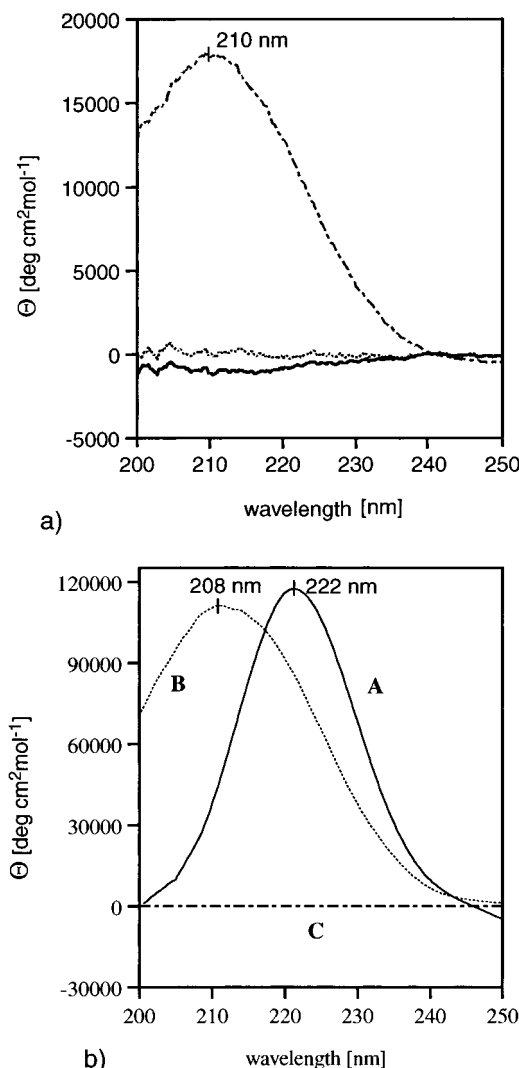 20000
210 nm
15000
10000
5000
0
-5000
Θ [deg cm²mol⁻¹]
200 210 220 230 240 250
wavelength [nm]
a)
120000
208 nm 222 nm
90000
B A
60000
30000
0
C
-30000
Θ [deg cm²mol⁻¹]
200 210 220 230 240 250
wavelength [nm]
b)